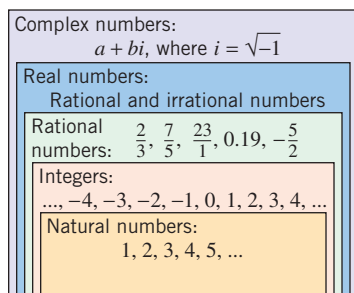 Complex numbers:
a + bi, where i = √−1
Real numbers:
Rational and irrational numbers
Rational numbers: 2/3, 7/5, 23/1, 0.19, −5/2
Integers:
..., −4, −3, −2, −1, 0, 1, 2, 3, 4, ...
Natural numbers:
1, 2, 3, 4, 5, ...